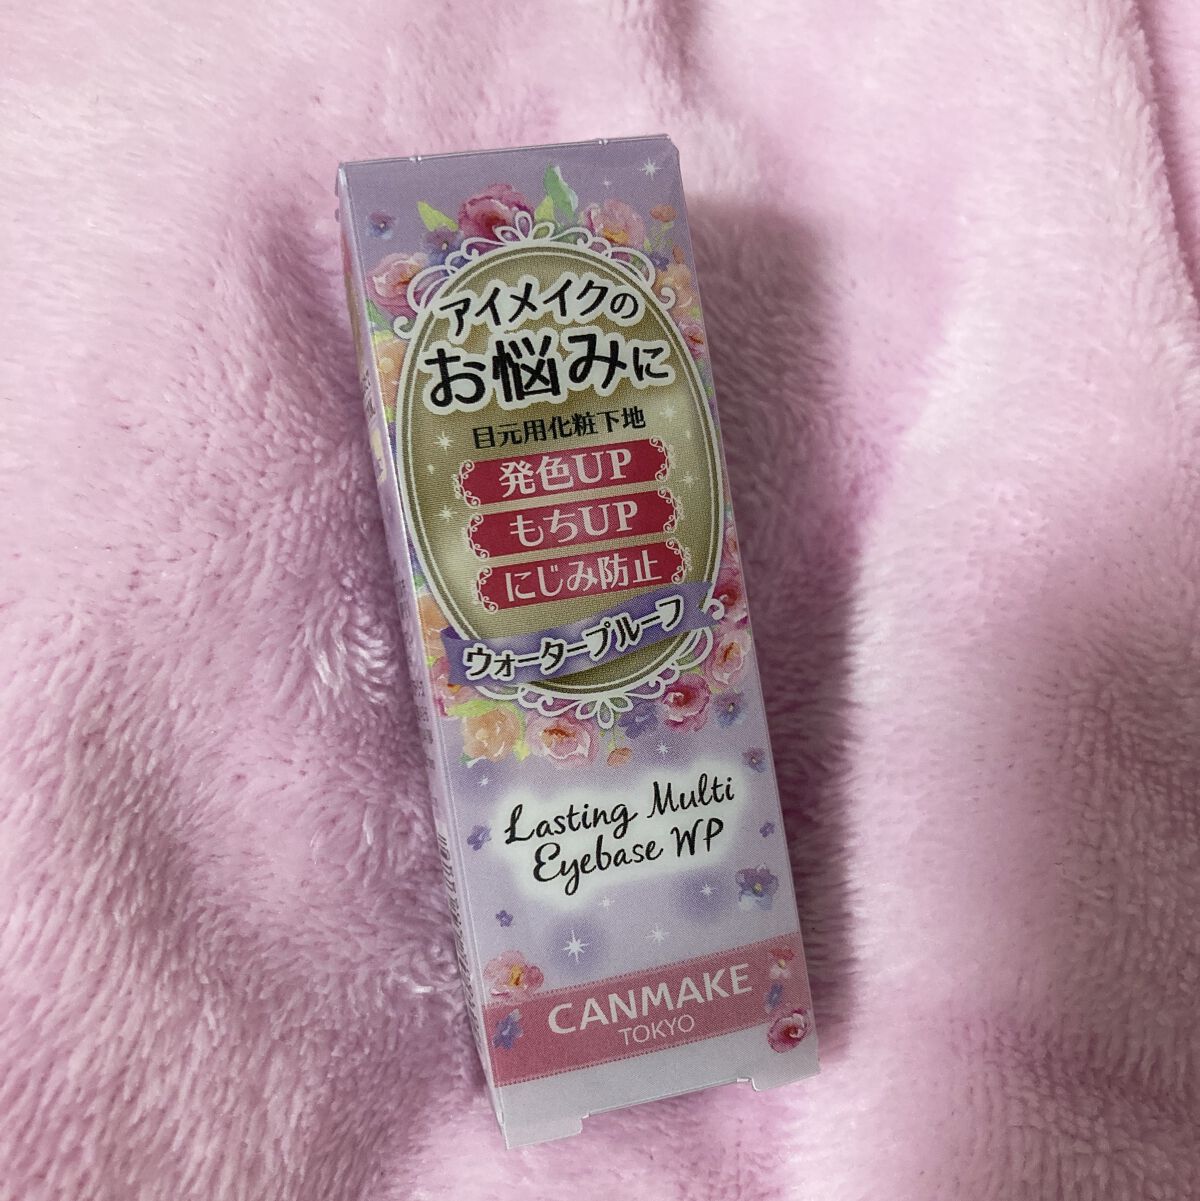 アイメイクの
お悩みに
目元用化粧下地
発色UP
もちUP
にじみ防止
ウォータープルーフ
Lasting Multi
Eyebase WP
CANMAKE
TOKYO